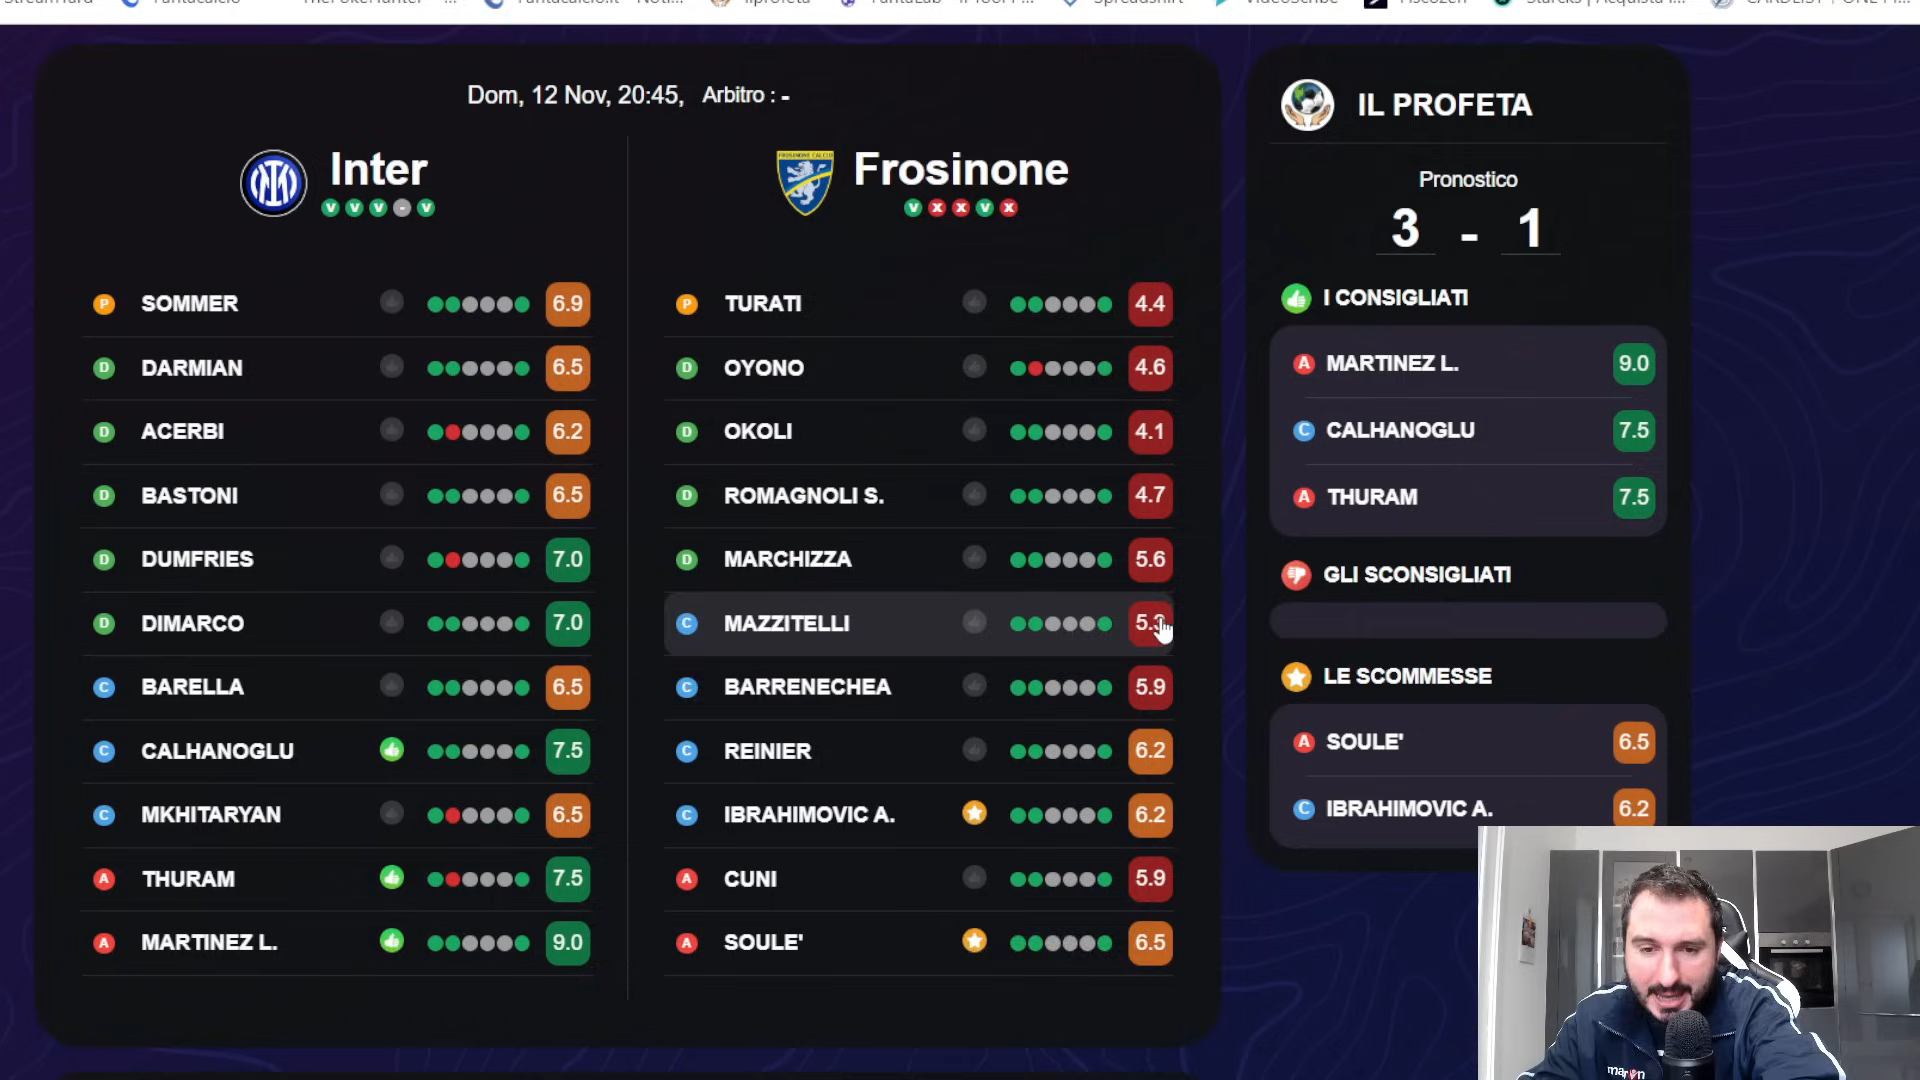 Fantacalcio
Dom, 12 Nov, 20:45, Arbitro : -
Inter
V V V - V
Frosinone
FROSINONE CALCIO
V X X V X
P SOMMER 6.9
D DARMIAN 6.5
D ACERBI 6.2
D BASTONI 6.5
D DUMFRIES 7.0
D DIMARCO 7.0
C BARELLA 6.5
C CALHANOGLU 7.5
C MKHITARYAN 6.5
A THURAM 7.5
A MARTINEZ L. 9.0
P TURATI 4.4
D OYONO 4.6
D OKOLI 4.1
D ROMAGNOLI S. 4.7
D MARCHIZZA 5.6
C MAZZITELLI
C BARRENECHEA 5.9
C REINIER 6.2
C IBRAHIMOVIC A. 6.2
A CUNI 5.9
A SOULE' 6.5
IL PROFETA
Pronostico
3 - 1
I CONSIGLIATI
A MARTINEZ L. 9.0
C CALHANOGLU 7.5
A THURAM 7.5
GLI SCONSIGLIATI
LE SCOMMESSE
A SOULE' 6.5
C IBRAHIMOVIC A. 6.2